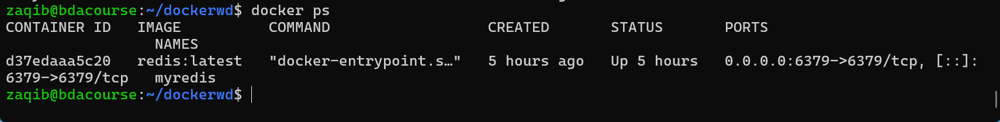 zaqib@bdacourse:~/dockerwd$ docker ps
CONTAINER ID   IMAGE          COMMAND                  CREATED       STATUS       PORTS
                 NAMES
d37edaaa5c20   redis:latest   "docker-entrypoint.s…"   5 hours ago   Up 5 hours   0.0.0.0:6379->6379/tcp, [::]:
6379->6379/tcp   myredis
zaqib@bdacourse:~/dockerwd$